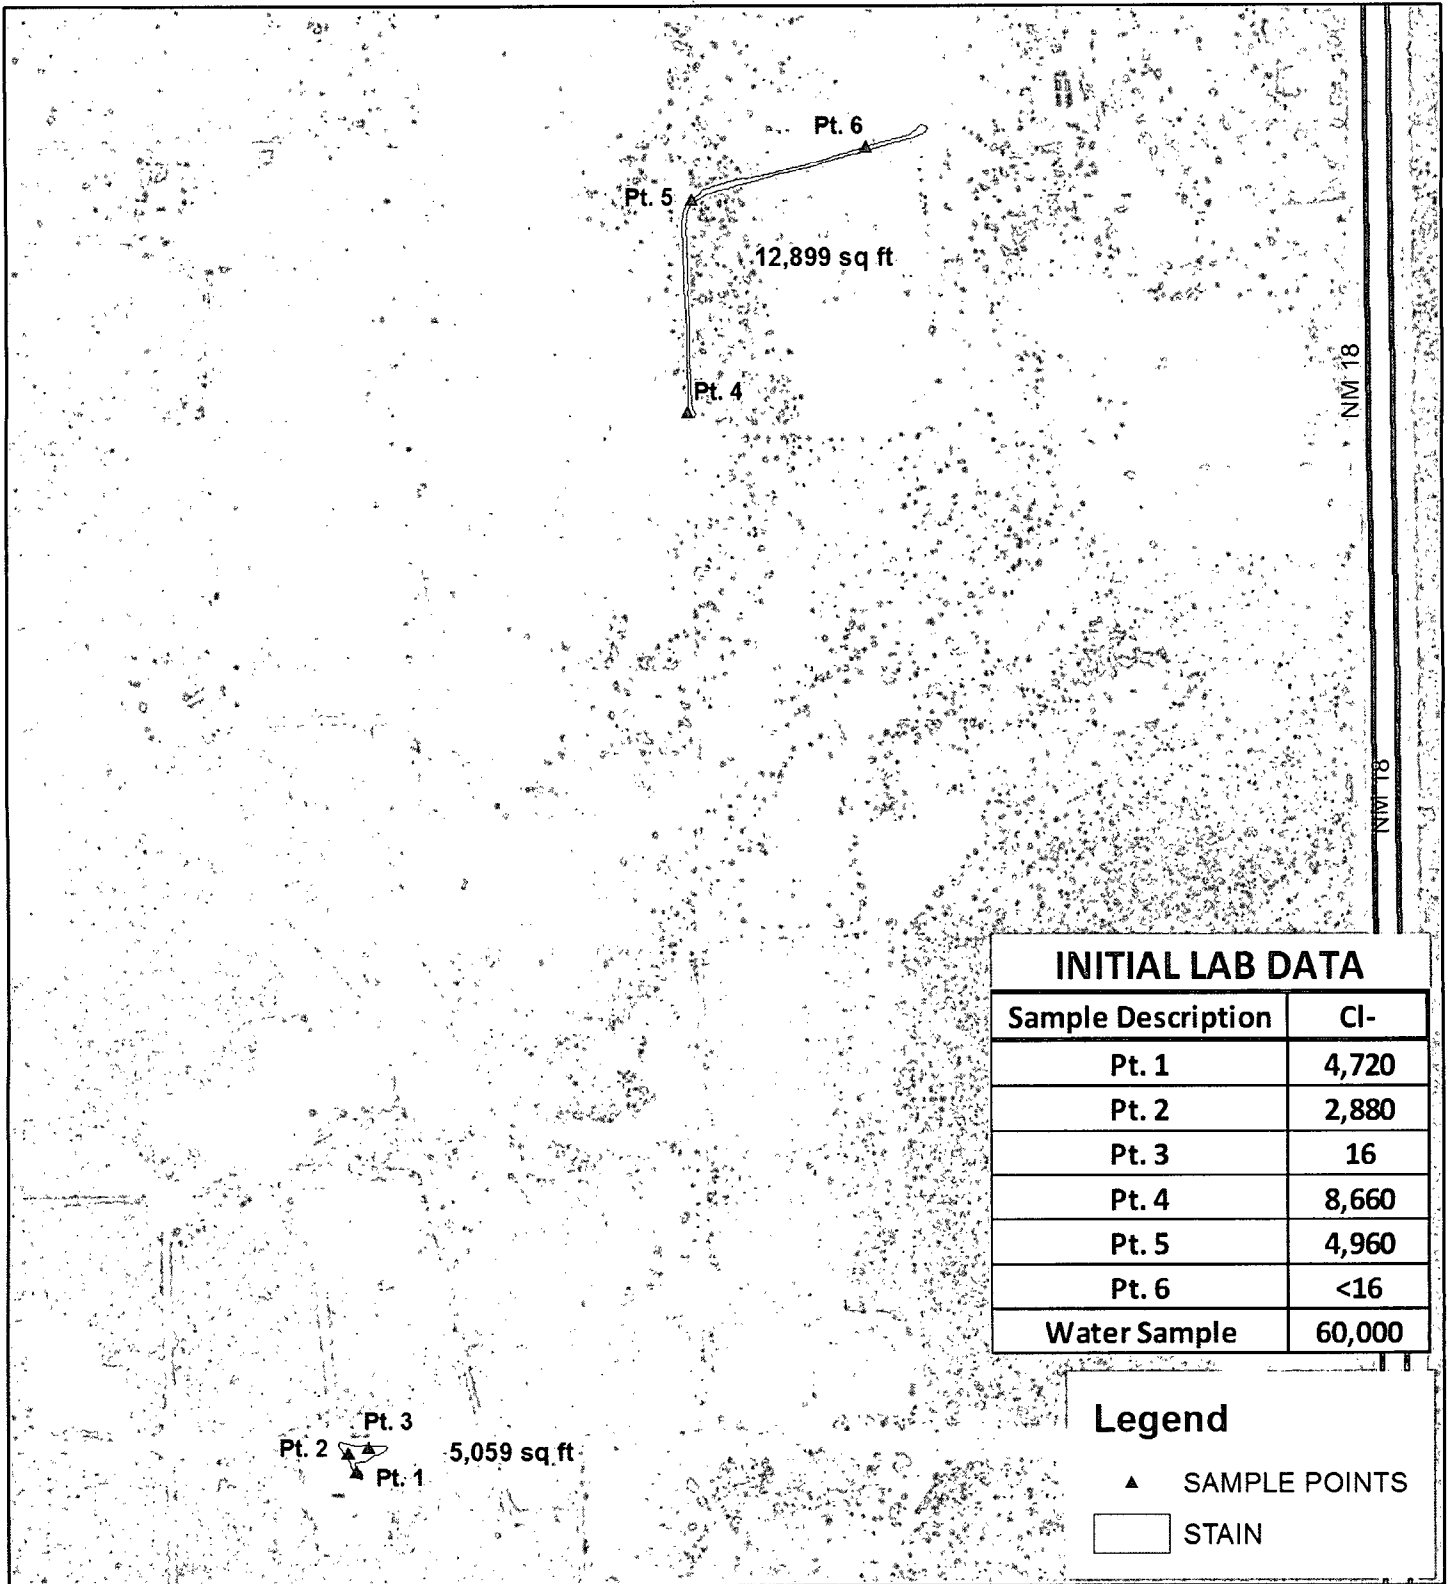 Pt. 6
Pt. 5
12,899 sq ft
Pt. 4
NM 18
NM 18
INITIAL LAB DATA
Sample Description Cl-
Pt. 1 4,720
Pt. 2 2,880
Pt. 3 16
Pt. 4 8,660
Pt. 5 4,960
Pt. 6 <16
Water Sample 60,000
Pt. 3
Pt. 2
5,059 sq ft
Pt. 1
Legend
SAMPLE POINTS
STAIN